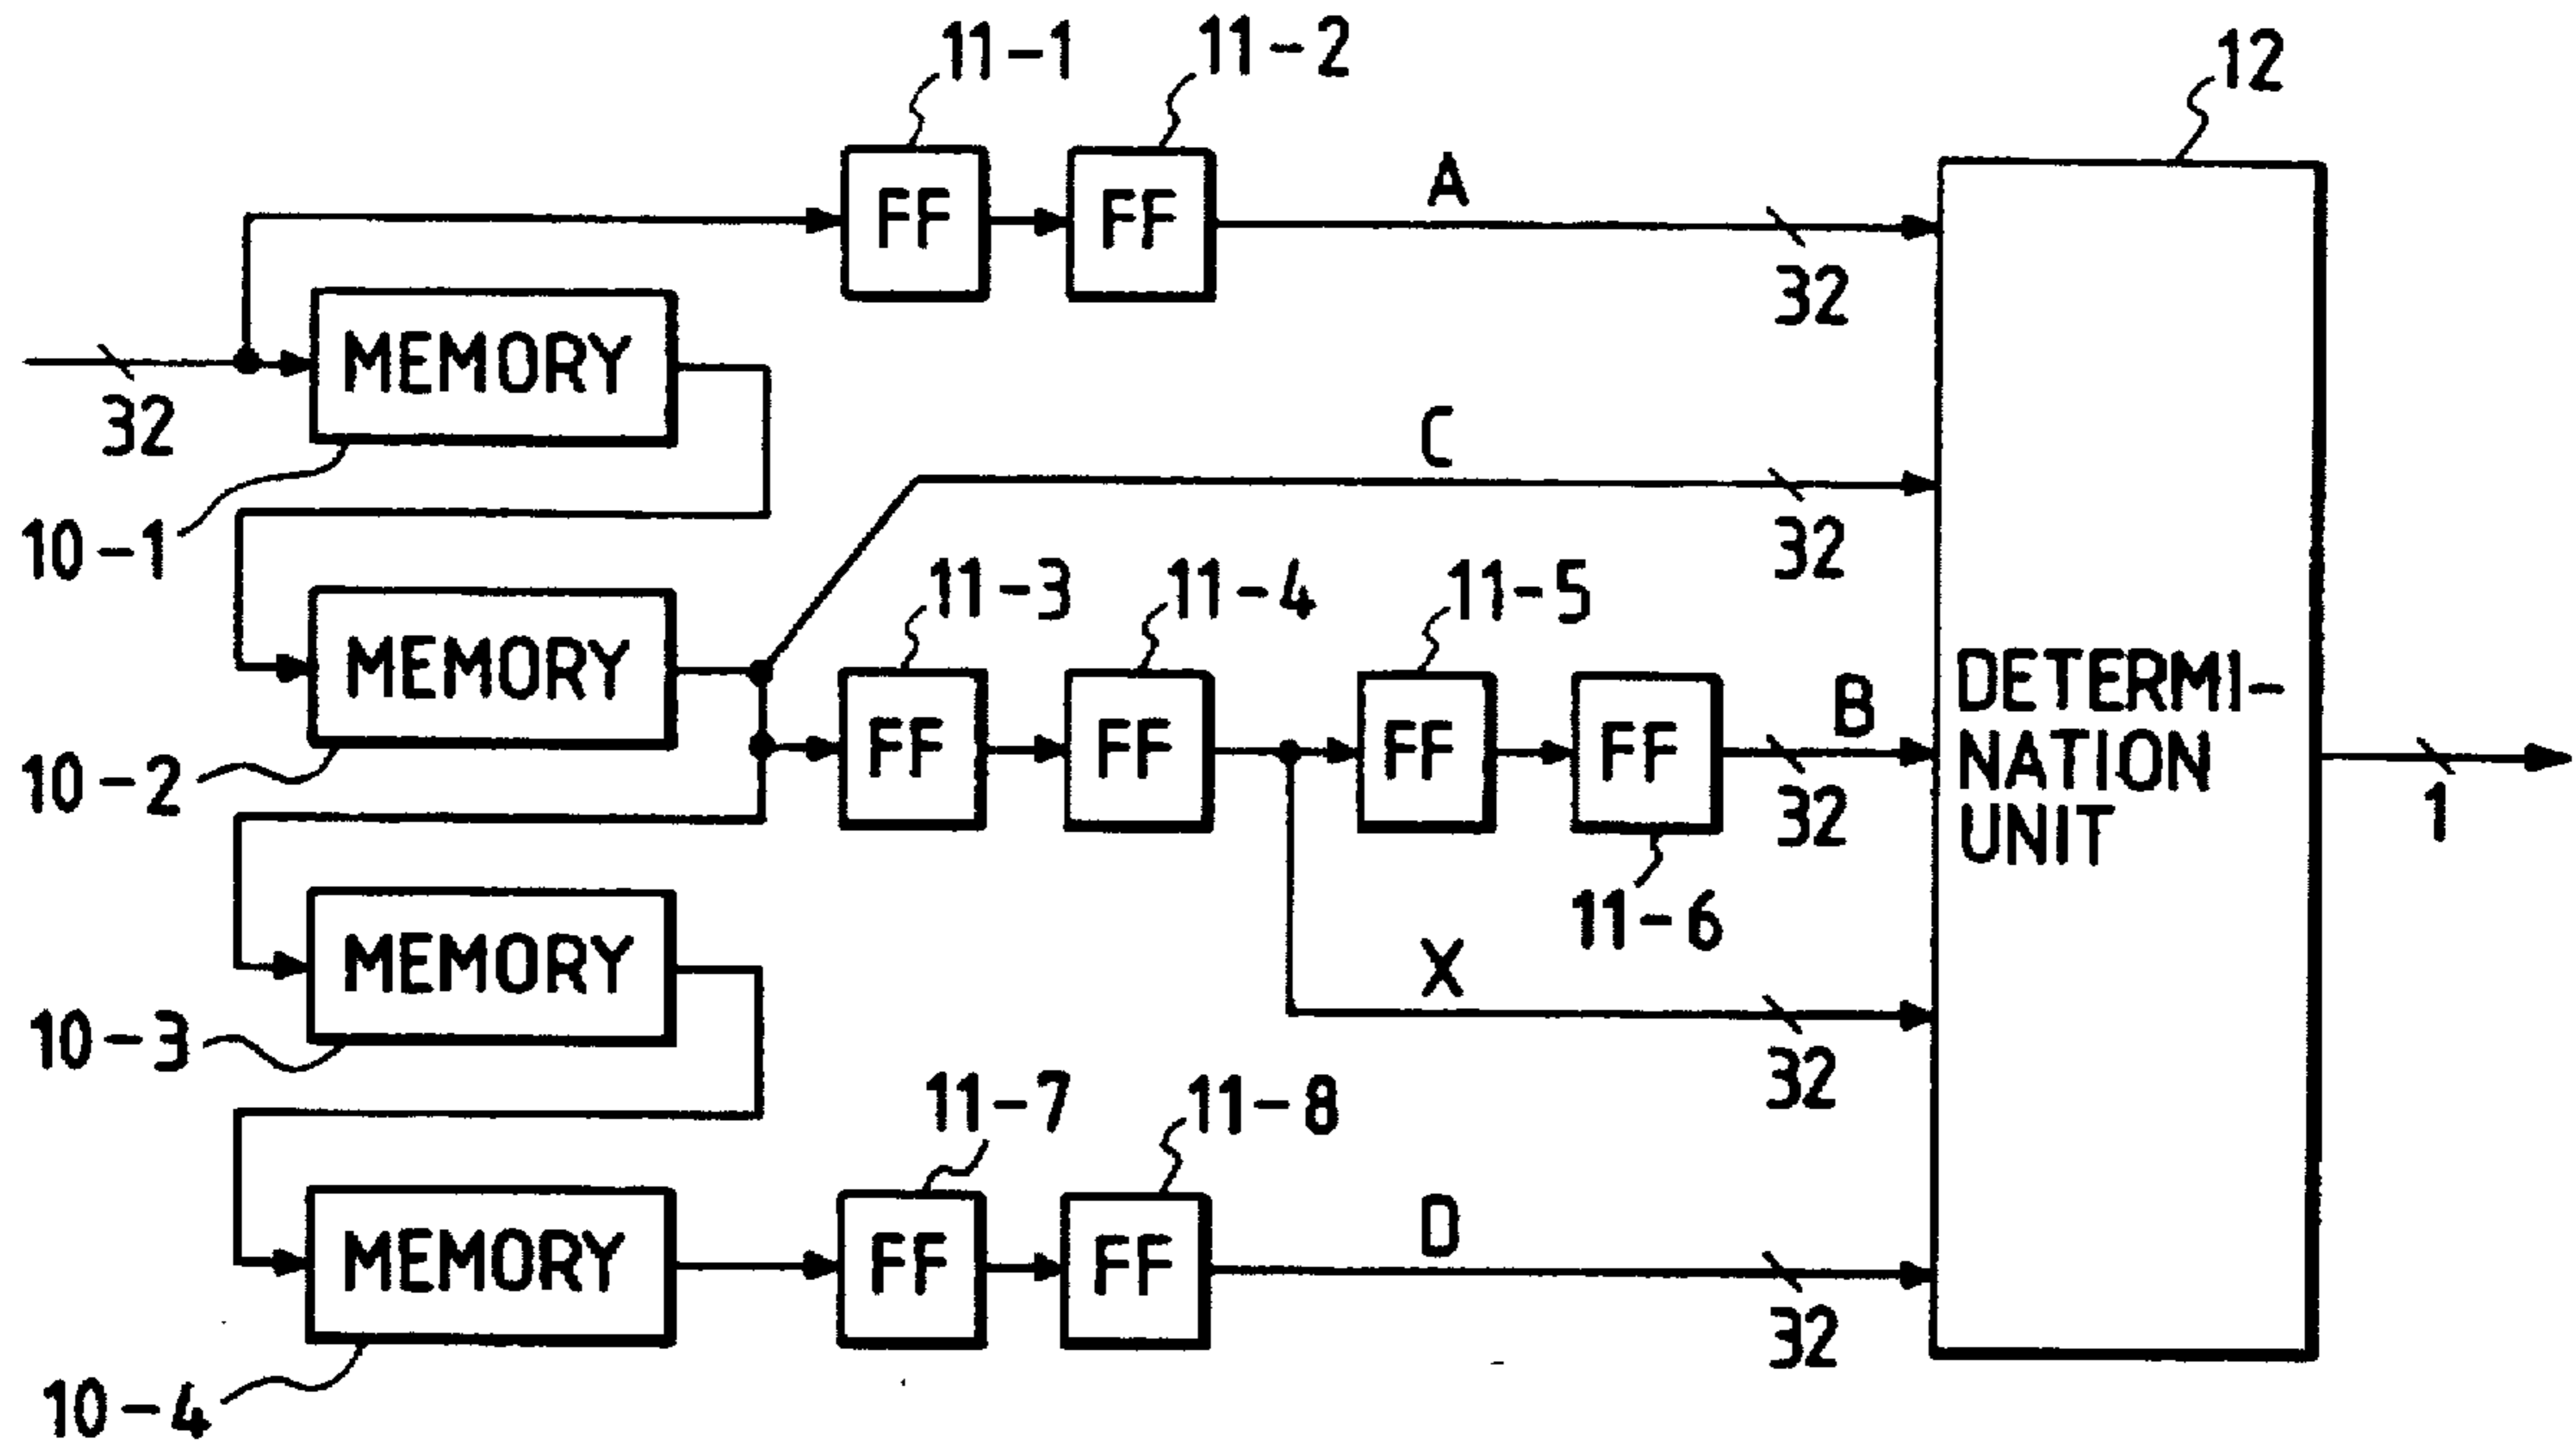 11-1
11-2
12
FF
FF
A
32
MEMORY
32
10-1
C
32
11-3
11-4
11-5
MEMORY
10-2
FF
FF
FF
FF
B
32
11-6
DETERMI-
NATION
UNIT
1
MEMORY
10-3
X
32
11-7
11-8
MEMORY
10-4
FF
FF
D
32